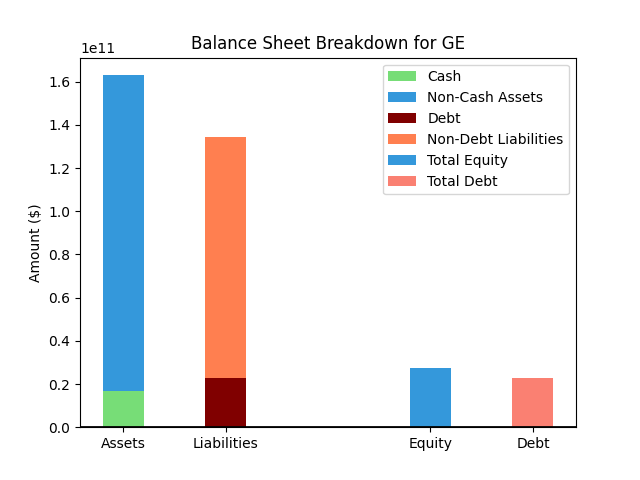 Balance Sheet Breakdown for GE
1e11
Cash
Non-Cash Assets
Debt
Non-Debt Liabilities
Total Equity
Total Debt
Amount ($)
1.6
1.4
1.2
1.0
0.8
0.6
0.4
0.2
0.0
Assets Liabilities Equity Debt